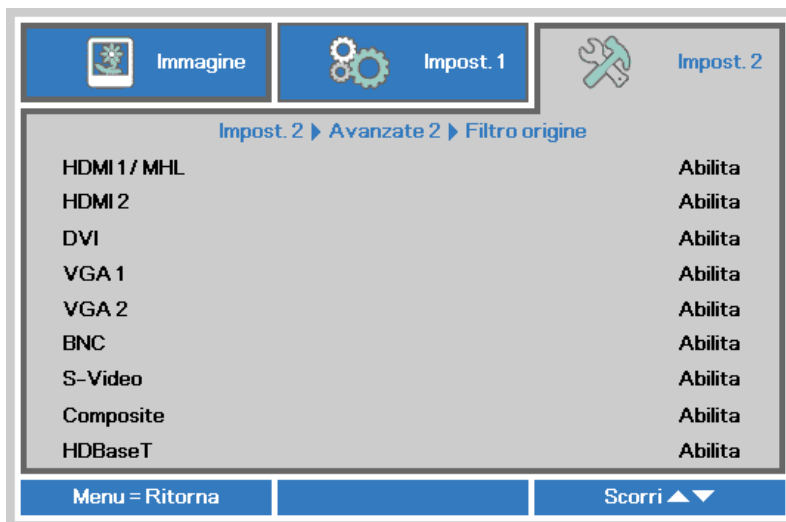 Immagine
Impost. 1
Impost. 2
Impost. 2 ▶ Avanzate 2 ▶ Filtro origine
HDMI 1 / MHL Abilita
HDMI 2 Abilita
DVI Abilita
VGA 1 Abilita
VGA 2 Abilita
BNC Abilita
S-Video Abilita
Composite Abilita
HDBaseT Abilita
Menu = Ritorna
Scorri ▲▼